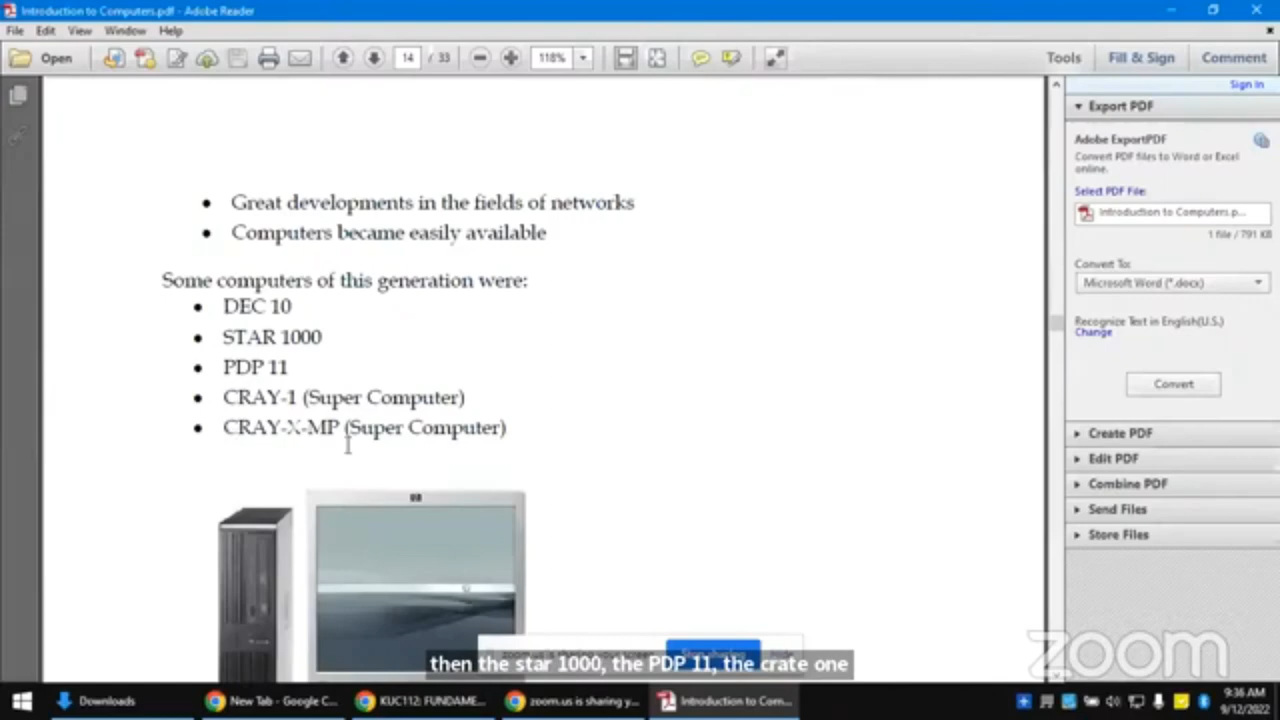 Introduction to Computers.pdf - Adobe Reader
File Edit View Window Help
Open 14 / 33 118% Tools Fill & Sign Comment
Sign In
Export PDF
Adobe ExportPDF
Convert PDF files to Word or Excel
online.
Select PDF File:
Introduction to Computers.p...
1 file / 791 KB
Convert To:
Microsoft Word (*.docx)
Recognize Text in English(U.S.)
Change
Convert
Create PDF
Edit PDF
Combine PDF
Send Files
Store Files
• Great developments in the fields of networks
• Computers became easily available
Some computers of this generation were:
• DEC 10
• STAR 1000
• PDP 11
• CRAY-1 (Super Computer)
• CRAY-X-MP (Super Computer)
hp
then the star 1000, the PDP 11, the crate one
zoom
Downloads New Tab - Google C... KUC112: FUNDAME... zoom.us is sharing y... Introduction to Com...
9:36 AM
9/12/2022